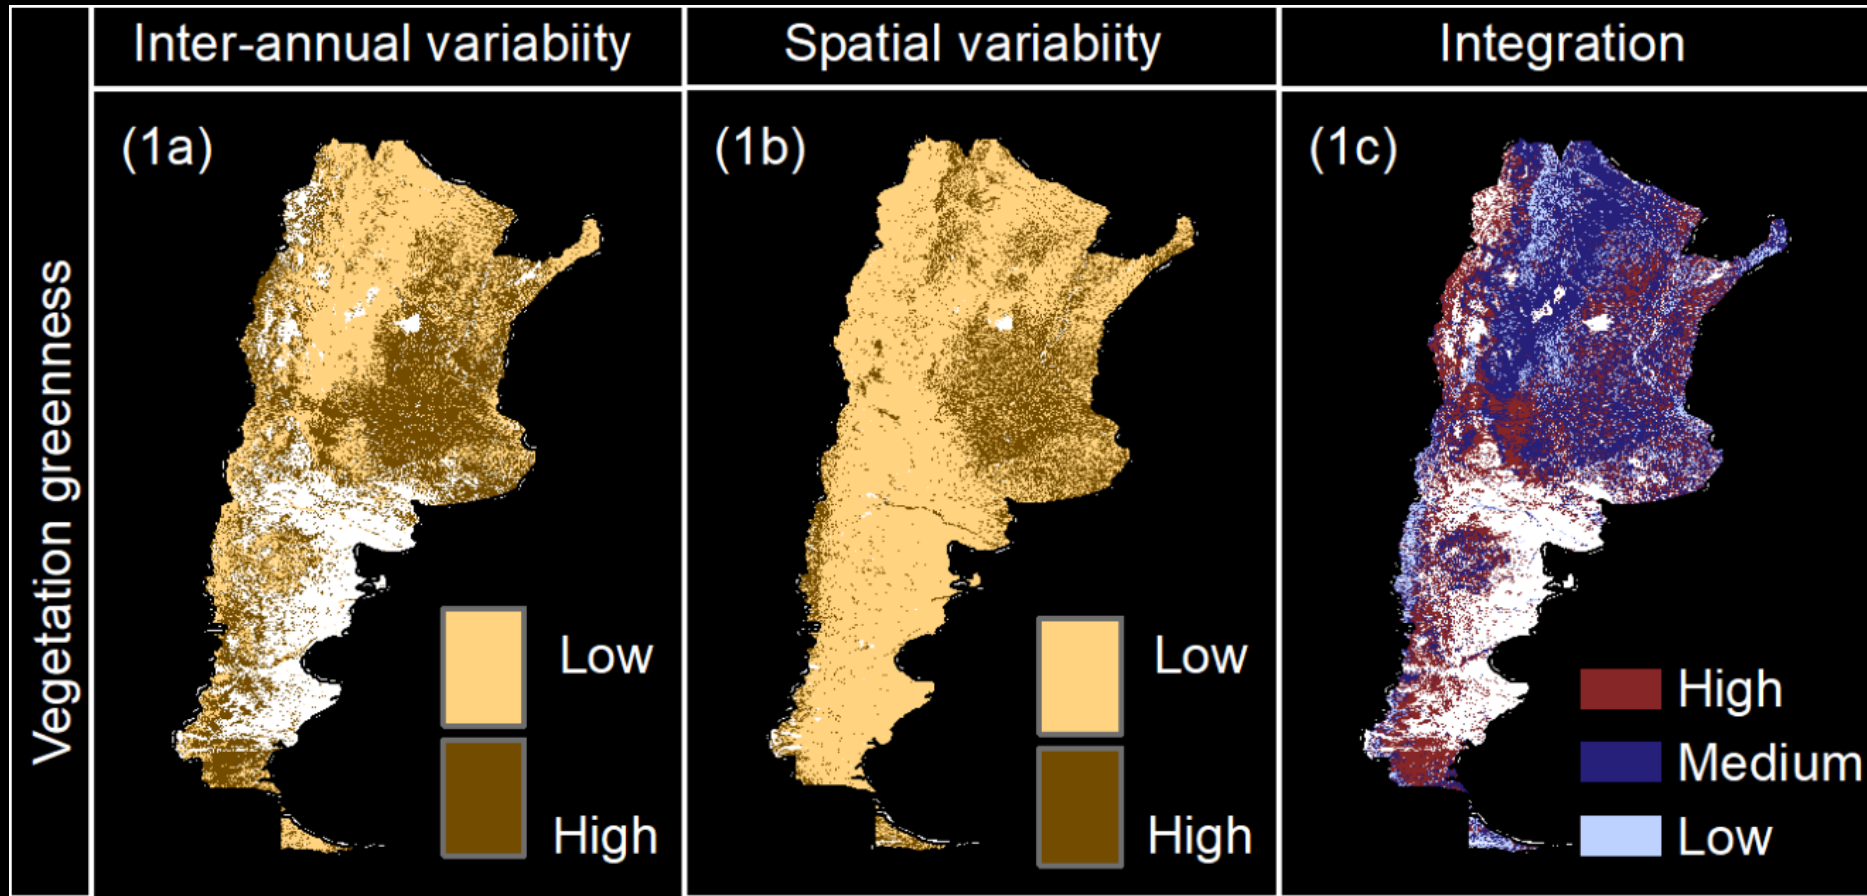 Inter-annual variabiity
Spatial variabiity
Integration
Vegetation greenness
(1a)
Low
High
(1b)
Low
High
(1c)
High
Medium
Low